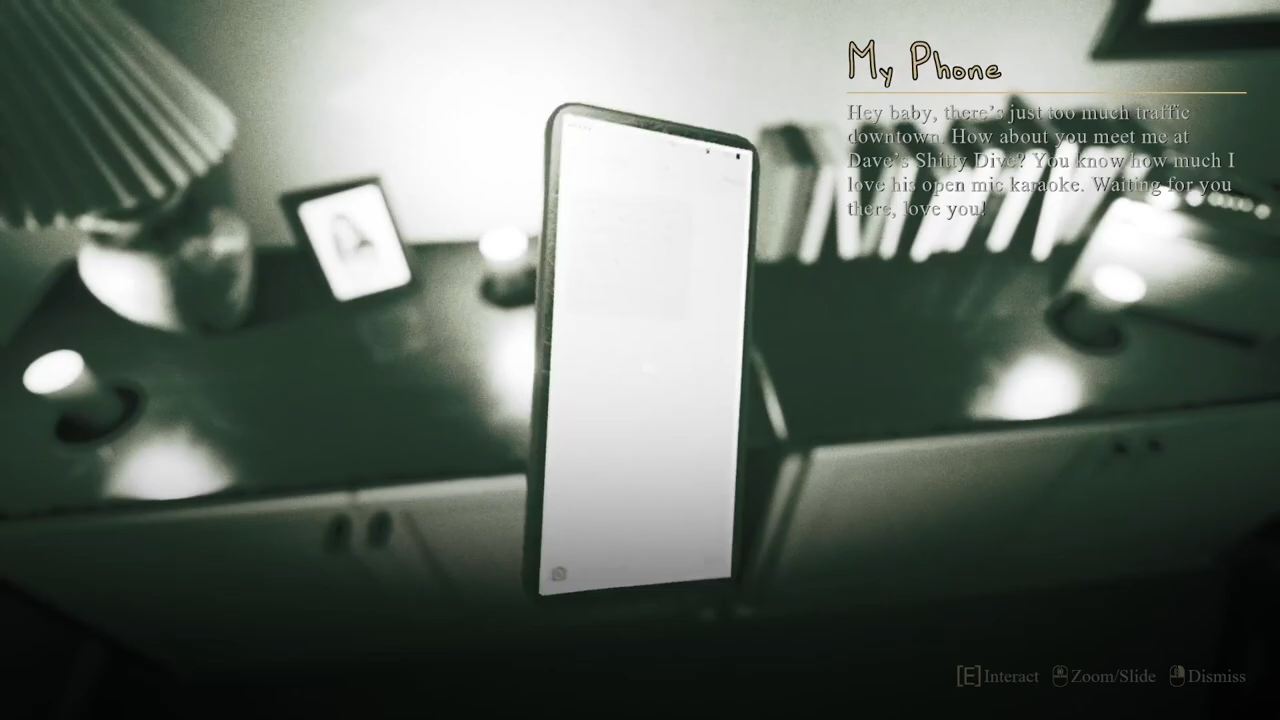 My Phone
Hey baby, there's just too much traffic
downtown. How about you meet me at
Dave's Shitty Dive? You know how much I
love his open mic karaoke. Waiting for you
there, love you!
[E]Interact Zoom/Slide Dismiss